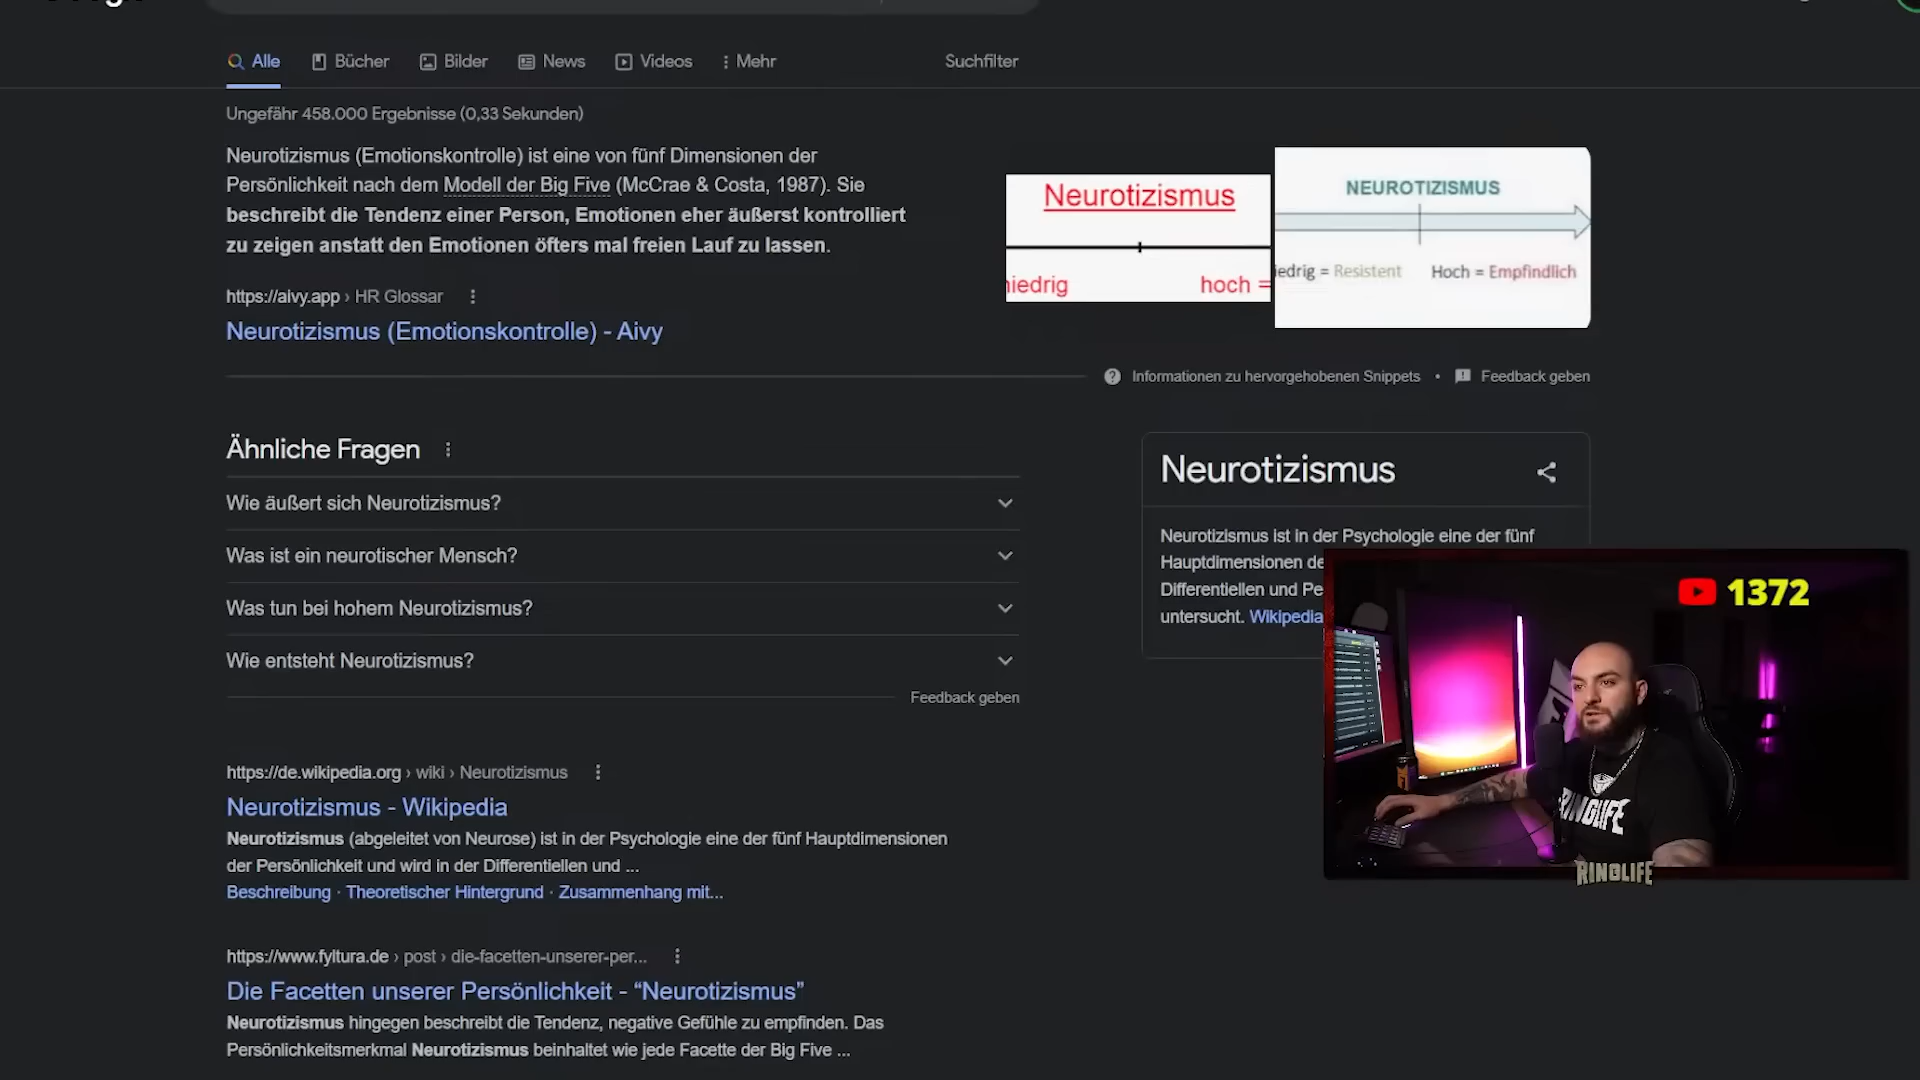 Alle
Bücher
Bilder
News
Videos
Mehr
Suchfilter
Ungefähr 458.000 Ergebnisse (0,33 Sekunden)
Neurotizismus (Emotionskontrolle) ist eine von fünf Dimensionen der
Persönlichkeit nach dem Modell der Big Five (McCrae & Costa, 1987). Sie
beschreibt die Tendenz einer Person, Emotionen eher äußerst kontrolliert
zu zeigen anstatt den Emotionen öfters mal freien Lauf zu lassen.
Neurotizismus
hoch =
NEUROTIZISMUS
= Resistent
Hoch = Empfindlich
https://aivy.app › HR Glossar
Neurotizismus (Emotionskontrolle) - Aivy
Informationen zu hervorgehobenen Snippets
•
Feedback geben
Ähnliche Fragen
Wie äußert sich Neurotizismus?
Was ist ein neurotischer Mensch?
Was tun bei hohem Neurotizismus?
Wie entsteht Neurotizismus?
Feedback geben
Neurotizismus
Neurotizismus ist in der Psychologie eine der fünf
Hauptdimensionen
Differentiellen und
untersucht. Wikipedia
1372
RINGLIFE
RINGLIFE
https://de.wikipedia.org › wiki › Neurotizismus
Neurotizismus - Wikipedia
Neurotizismus (abgeleitet von Neurose) ist in der Psychologie eine der fünf Hauptdimensionen
der Persönlichkeit und wird in der Differentiellen und ...
Beschreibung · Theoretischer Hintergrund · Zusammenhang mit...
https://www.fyltura.de › post › die-facetten-unserer-per...
Die Facetten unserer Persönlichkeit - “Neurotizismus”
Neurotizismus hingegen beschreibt die Tendenz, negative Gefühle zu empfinden. Das
Persönlichkeitsmerkmal Neurotizismus beinhaltet wie jede Facette der Big Five ...